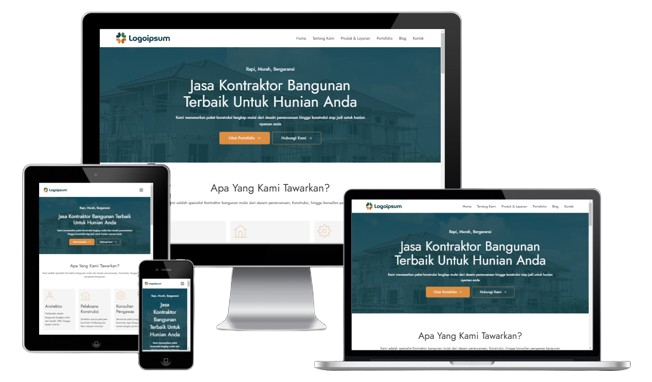 Logoipsum
Home Tentang Kami Produk & Layanan Portofolio Blog Kontak
Rapi, Murah, Bergaransi
Jasa Kontraktor Bangunan
Terbaik Untuk Hunian Anda
Kami menawarkan paket konstruksi lengkap mulai dari desain perencanaan hingga konstruksi siap jadi untuk hunian
impian anda
Lihat Portofolio Hubungi Kami
Apa Yang Kami Tawarkan?
Logoipsum
Rapi, Murah, Bergaransi
Jasa Kontraktor Bangunan Terbaik
Untuk Hunian Anda
Apa Yang Kami Tawarkan?
Arsitektur
Pelaksana
Konstruksi
Konsultan
Pengawas
Logoipsum
Rapi, Murah, Bergaransi
Jasa
Kontraktor
Bangunan
Terbaik Untuk
Hunian Anda
Logoipsum
Home Tentang Kami Produk & Layanan Portofolio Blog Kontak
Rapi, Murah, Bergaransi
Jasa Kontraktor Bangunan
Terbaik Untuk Hunian Anda
Kami menawarkan paket konstruksi lengkap mulai dari desain perencanaan hingga konstruksi siap jadi untuk hunian
impian anda
Lihat Portofolio Hubungi Kami
Apa Yang Kami Tawarkan?